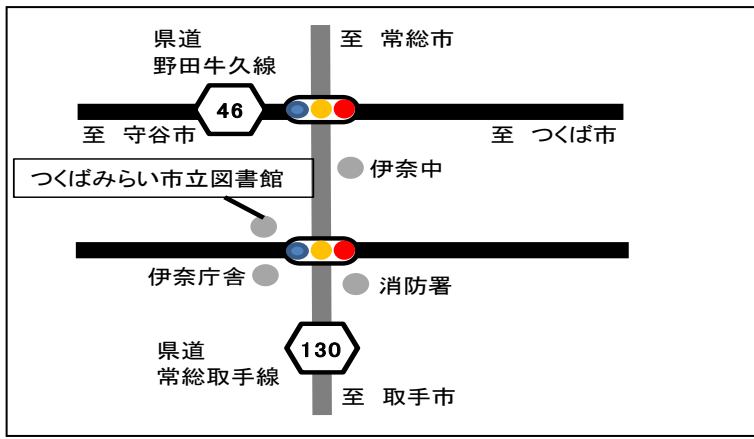 県道
野田牛久線
至 常総市
46
至 守谷市
至 つくば市
伊奈中
つくばみらい市立図書館
伊奈庁舎
消防署
県道
常総取手線
130
至 取手市